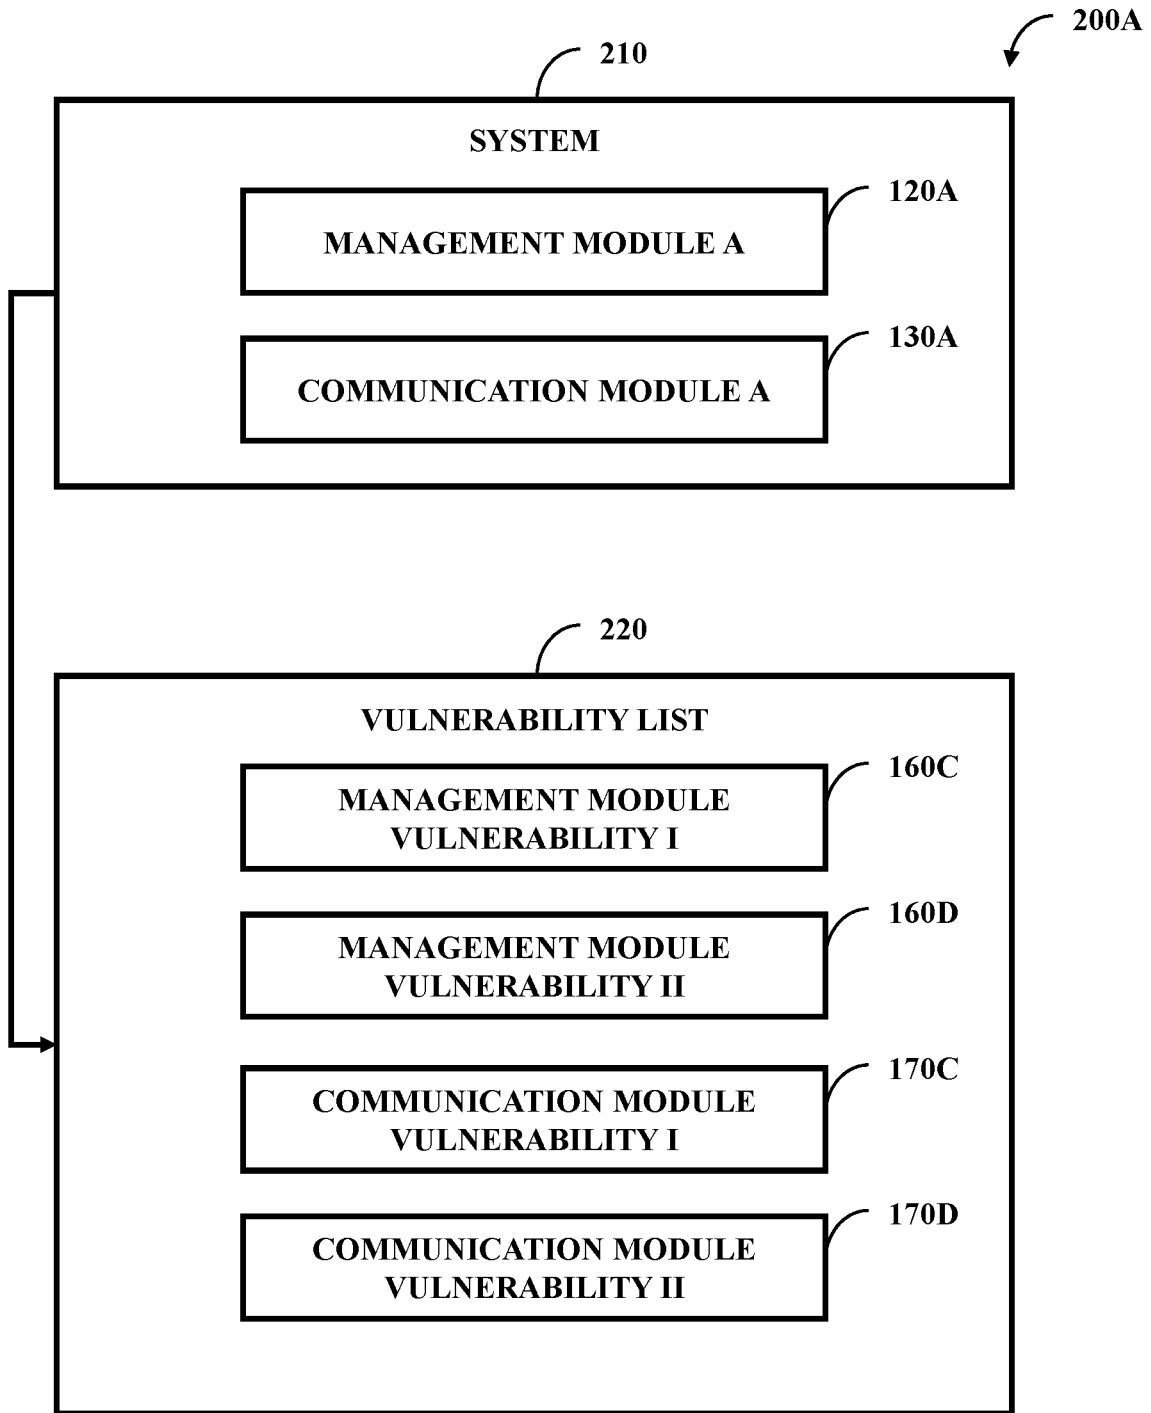 200A
210
SYSTEM
120A
MANAGEMENT MODULE A
130A
COMMUNICATION MODULE A
220
VULNERABILITY LIST
160C
MANAGEMENT MODULE
VULNERABILITY I
160D
MANAGEMENT MODULE
VULNERABILITY II
170C
COMMUNICATION MODULE
VULNERABILITY I
170D
COMMUNICATION MODULE
VULNERABILITY II